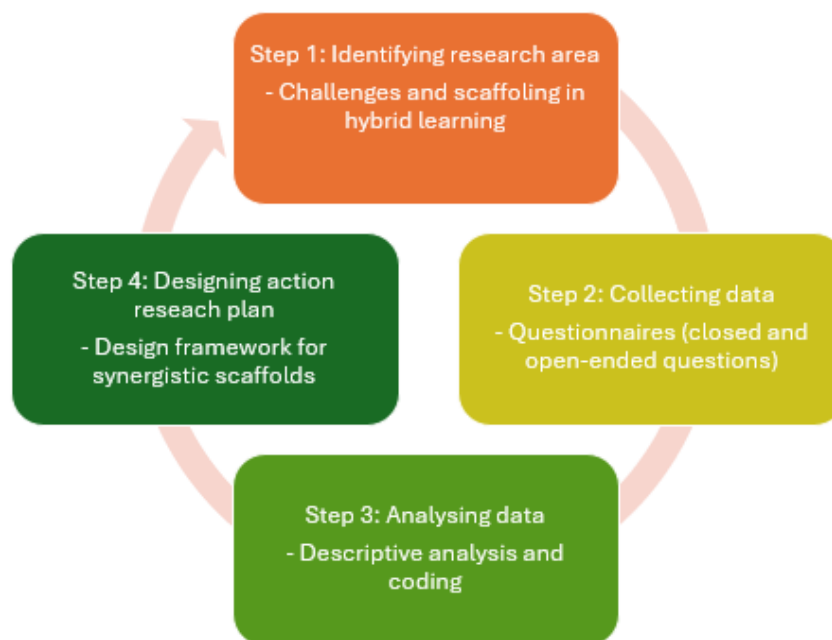 Step 1: Identifying research area
- Challenges and scaffoling in
hybrid learning
Step 2: Collecting data
- Questionnaires (closed and
open-ended questions)
Step 3: Analysing data
- Descriptive analysis and
coding
Step 4: Designing action
reseach plan
- Design framework for
synergistic scaffolds